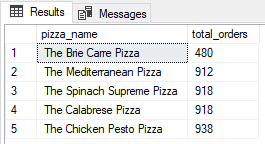 Results Messages
pizza_name total_orders
1 The Brie Carre Pizza 480
2 The Mediterranean Pizza 912
3 The Spinach Supreme Pizza 918
4 The Calabrese Pizza 918
5 The Chicken Pesto Pizza 938